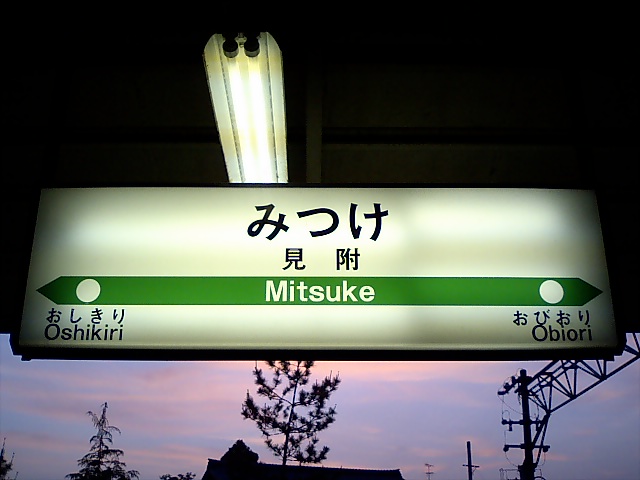 みつけ
見附
Mitsuke
おしきり
Oshikiri
おびおり
Obiori